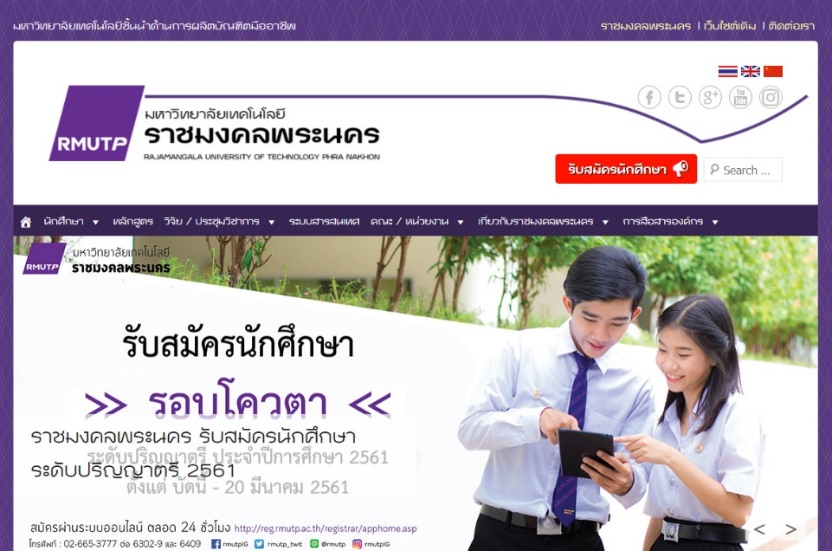 มหาวิทยาลัยเทคโนโลยีชั้นนำด้านการผลิตบัณฑิตมืออาชีพ
ราชมงคลพระนคร | เว็บไซต์เดิม | ติดต่อเรา
RMUTP
มหาวิทยาลัยเทคโนโลยี
ราชมงคลพระนคร
RAJAMANGALA UNIVERSITY OF TECHNOLOGY PHRA NAKHON
รับสมัครนักศึกษา
Search ...
นักศึกษา หลักสูตร วิจัย / ประชุมวิชาการ ระบบสารสนเทศ คณะ / หน่วยงาน เกี่ยวกับราชมงคลพระนคร การสื่อสารองค์กร
RMUTP
มหาวิทยาลัยเทคโนโลยี
ราชมงคลพระนคร
รับสมัครนักศึกษา
>> รอบโควตา <<
ราชมงคลพระนคร รับสมัครนักศึกษา
ระดับปริญญาตรี ประจำปีการศึกษา 2561
ระดับปริญญาตรี 2561
ตั้งแต่ บัดนี้ - 20 มีนาคม 2561
สมัครผ่านระบบออนไลน์ ตลอด 24 ชั่วโมง http://reg.rmutp.ac.th/registrar/apphome.asp
โทรศัพท์ : 02-665-3777 ต่อ 6302-9 และ 6409 rmutpIG rmutp_twit @rmutp rmutpIG